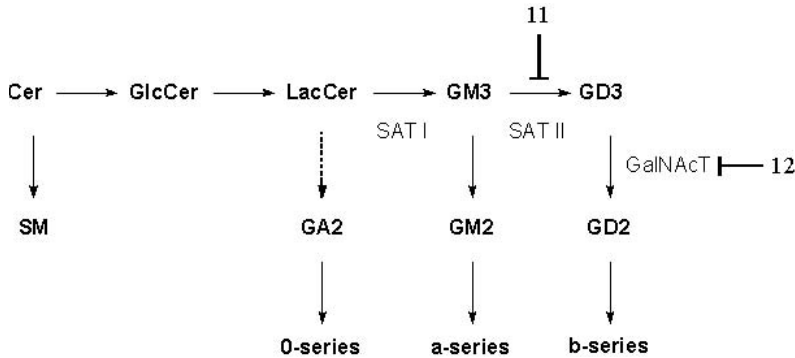 11
Cer GlcCer LacCer GM3 GD3
SAT I SAT II
GalNAcT 12
SM GA2 GM2 GD2
0-series a-series b-series